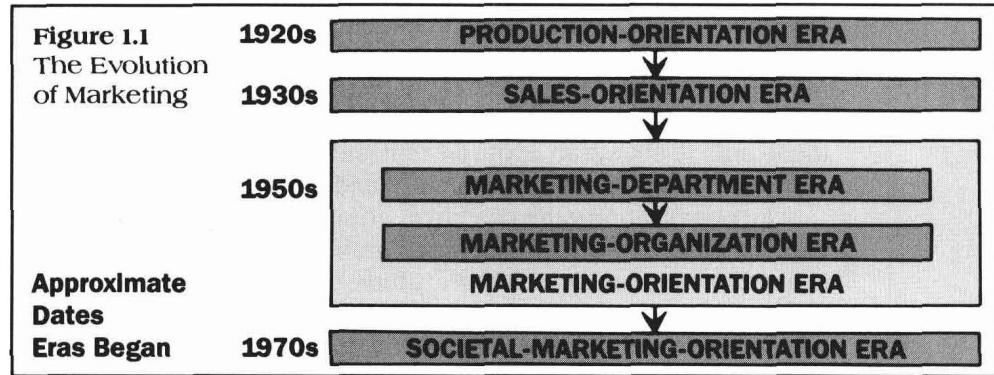 Figure 1.1
The Evolution
of Marketing
1920s PRODUCTION-ORIENTATION ERA
1930s SALES-ORIENTATION ERA
1950s MARKETING-DEPARTMENT ERA
MARKETING-ORGANIZATION ERA
MARKETING-ORIENTATION ERA
Approximate
Dates
Eras Began 1970s SOCIETAL-MARKETING-ORIENTATION ERA